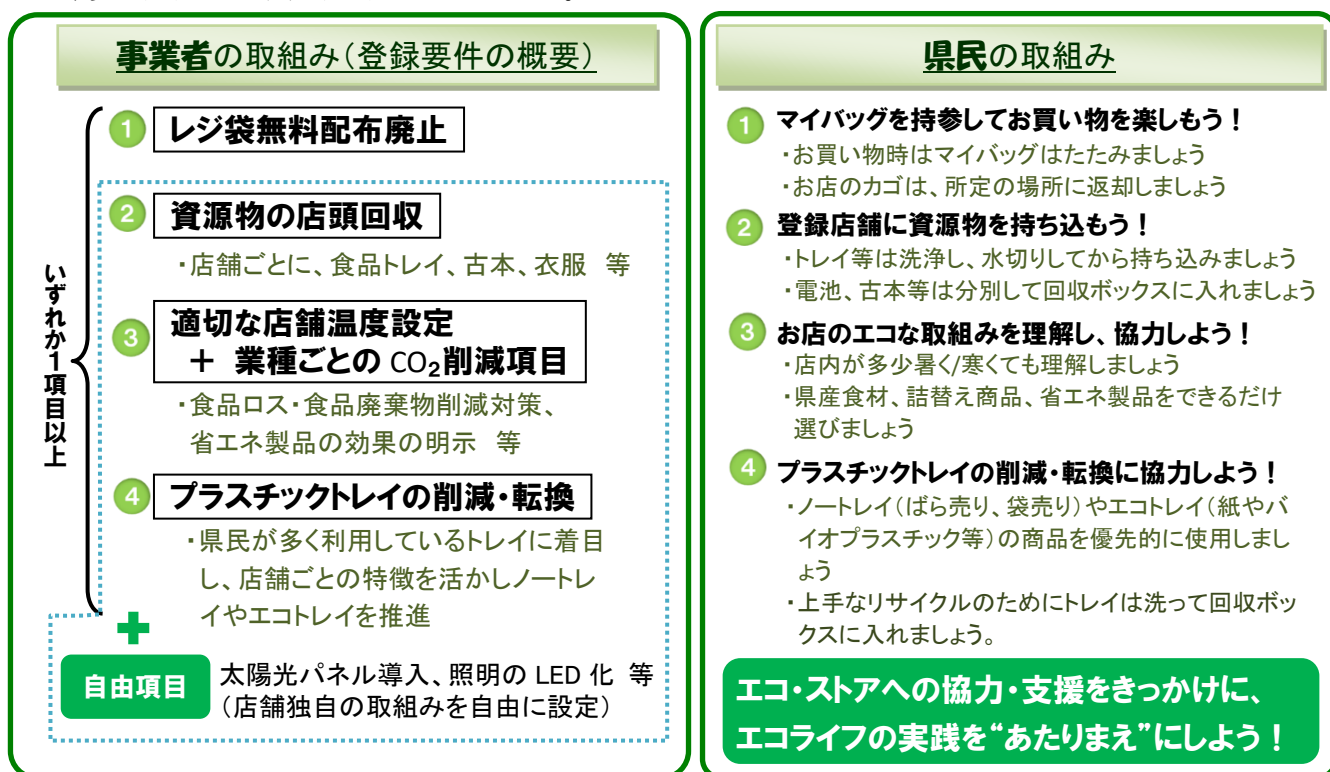 事業者の取組み（登録要件の概要）
いずれか１項目以上
1 レジ袋無料配布廃止
2 資源物の店頭回収
・店舗ごとに、食品トレイ、古本、衣服 等
3 適切な店舗温度設定
＋ 業種ごとの CO₂削減項目
・食品ロス・食品廃棄物削減対策、
省エネ製品の効果の明示 等
4 プラスチックトレイの削減・転換
・県民が多く利用しているトレイに着目
し、店舗ごとの特徴を活かしノートレ
イやエコトレイを推進
＋
自由項目
太陽光パネル導入、照明の LED 化 等
（店舗独自の取組みを自由に設定）
県民の取組み
1 マイバッグを持参してお買い物を楽しもう！
・お買い物時はマイバッグはたたみましょう
・お店のカゴは、所定の場所に返却しましょう
2 登録店舗に資源物を持ち込もう！
・トレイ等は洗浄し、水切りしてから持ち込みましょう
・電池、古本等は分別して回収ボックスに入れましょう
3 お店のエコな取組みを理解し、協力しよう！
・店内が多少暑く/寒くても理解しましょう
・県産食材、詰替え商品、省エネ製品をできるだけ
選びましょう
4 プラスチックトレイの削減・転換に協力しよう！
・ノートレイ（ばら売り、袋売り）やエコトレイ（紙やバ
イオプラスチック等）の商品を優先的に使用しまし
ょう
・上手なリサイクルのためにトレイは洗って回収ボッ
クスに入れましょう。
エコ・ストアへの協力・支援をきっかけに、
エコライフの実践を“あたりまえ”にしよう！